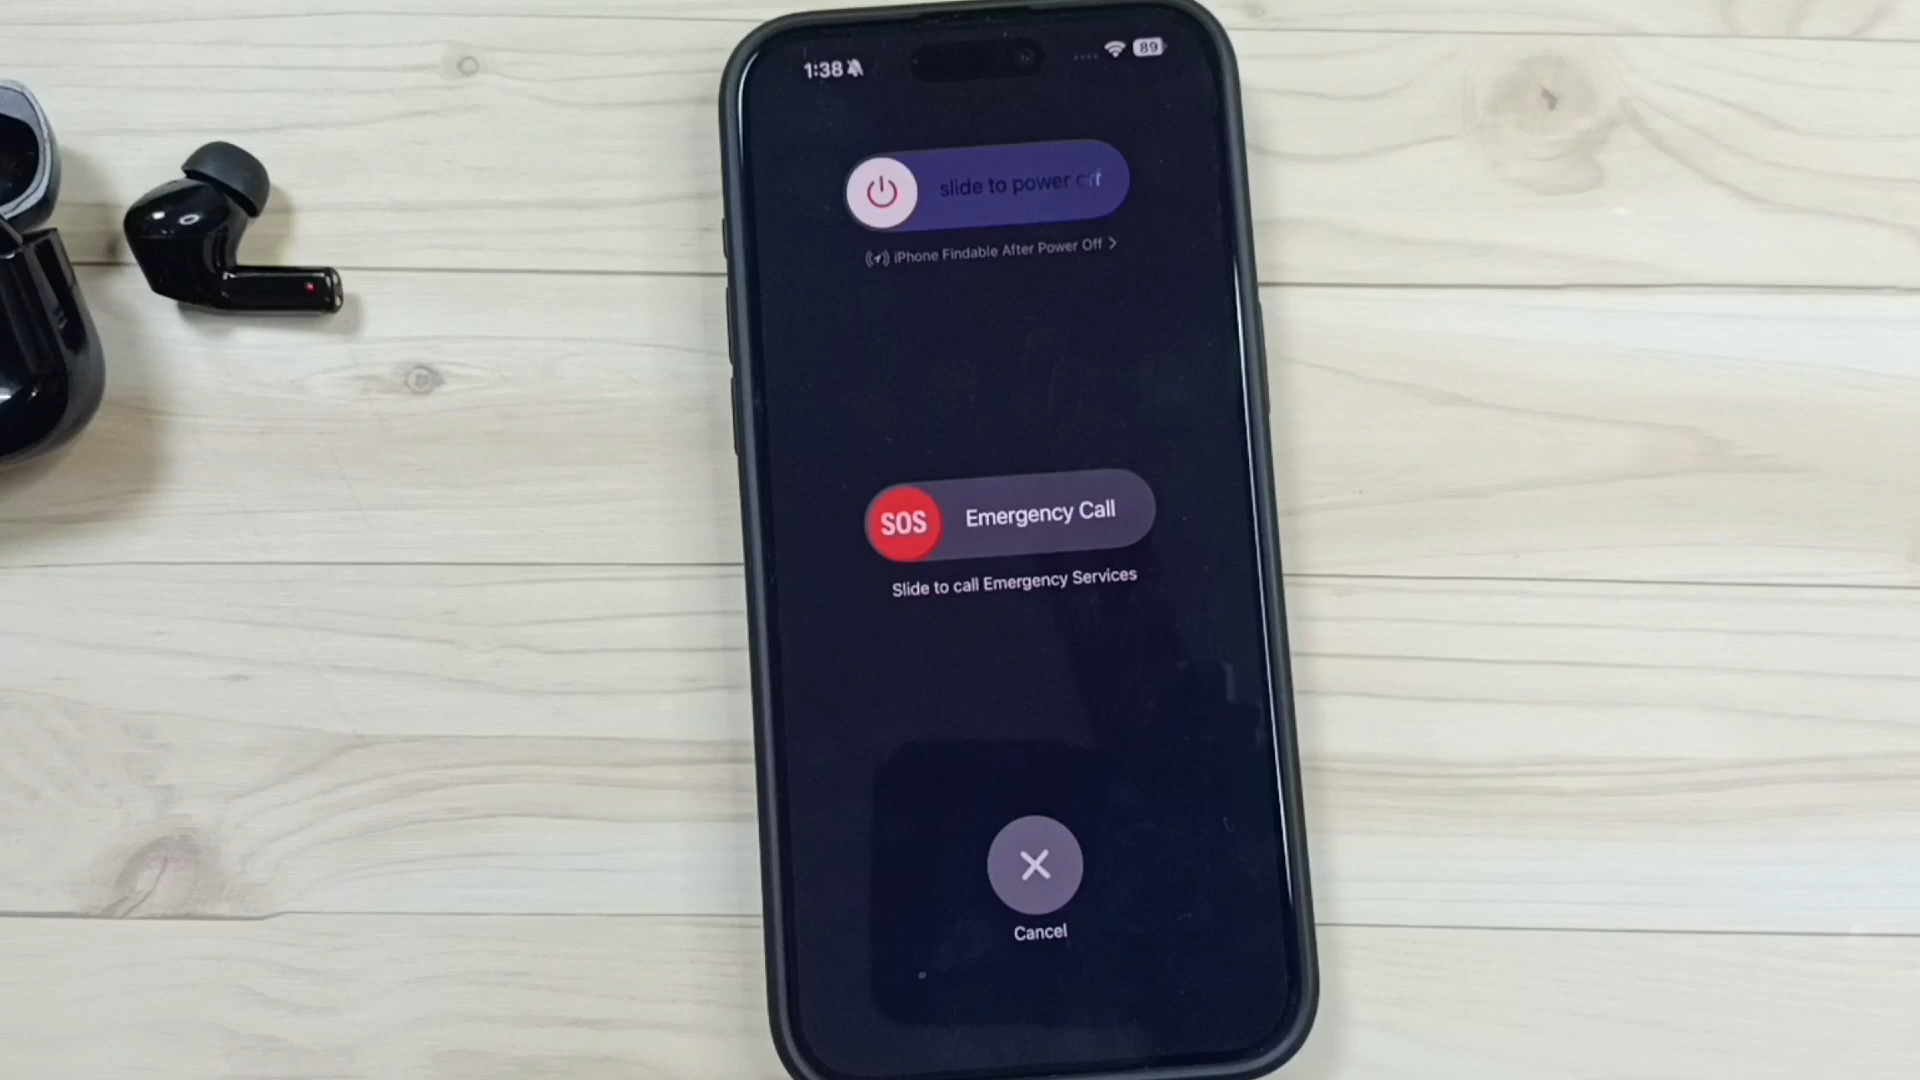 1:38
89
slide to power off
iPhone Findable After Power Off
SOS
Emergency Call
Slide to call Emergency Services
Cancel